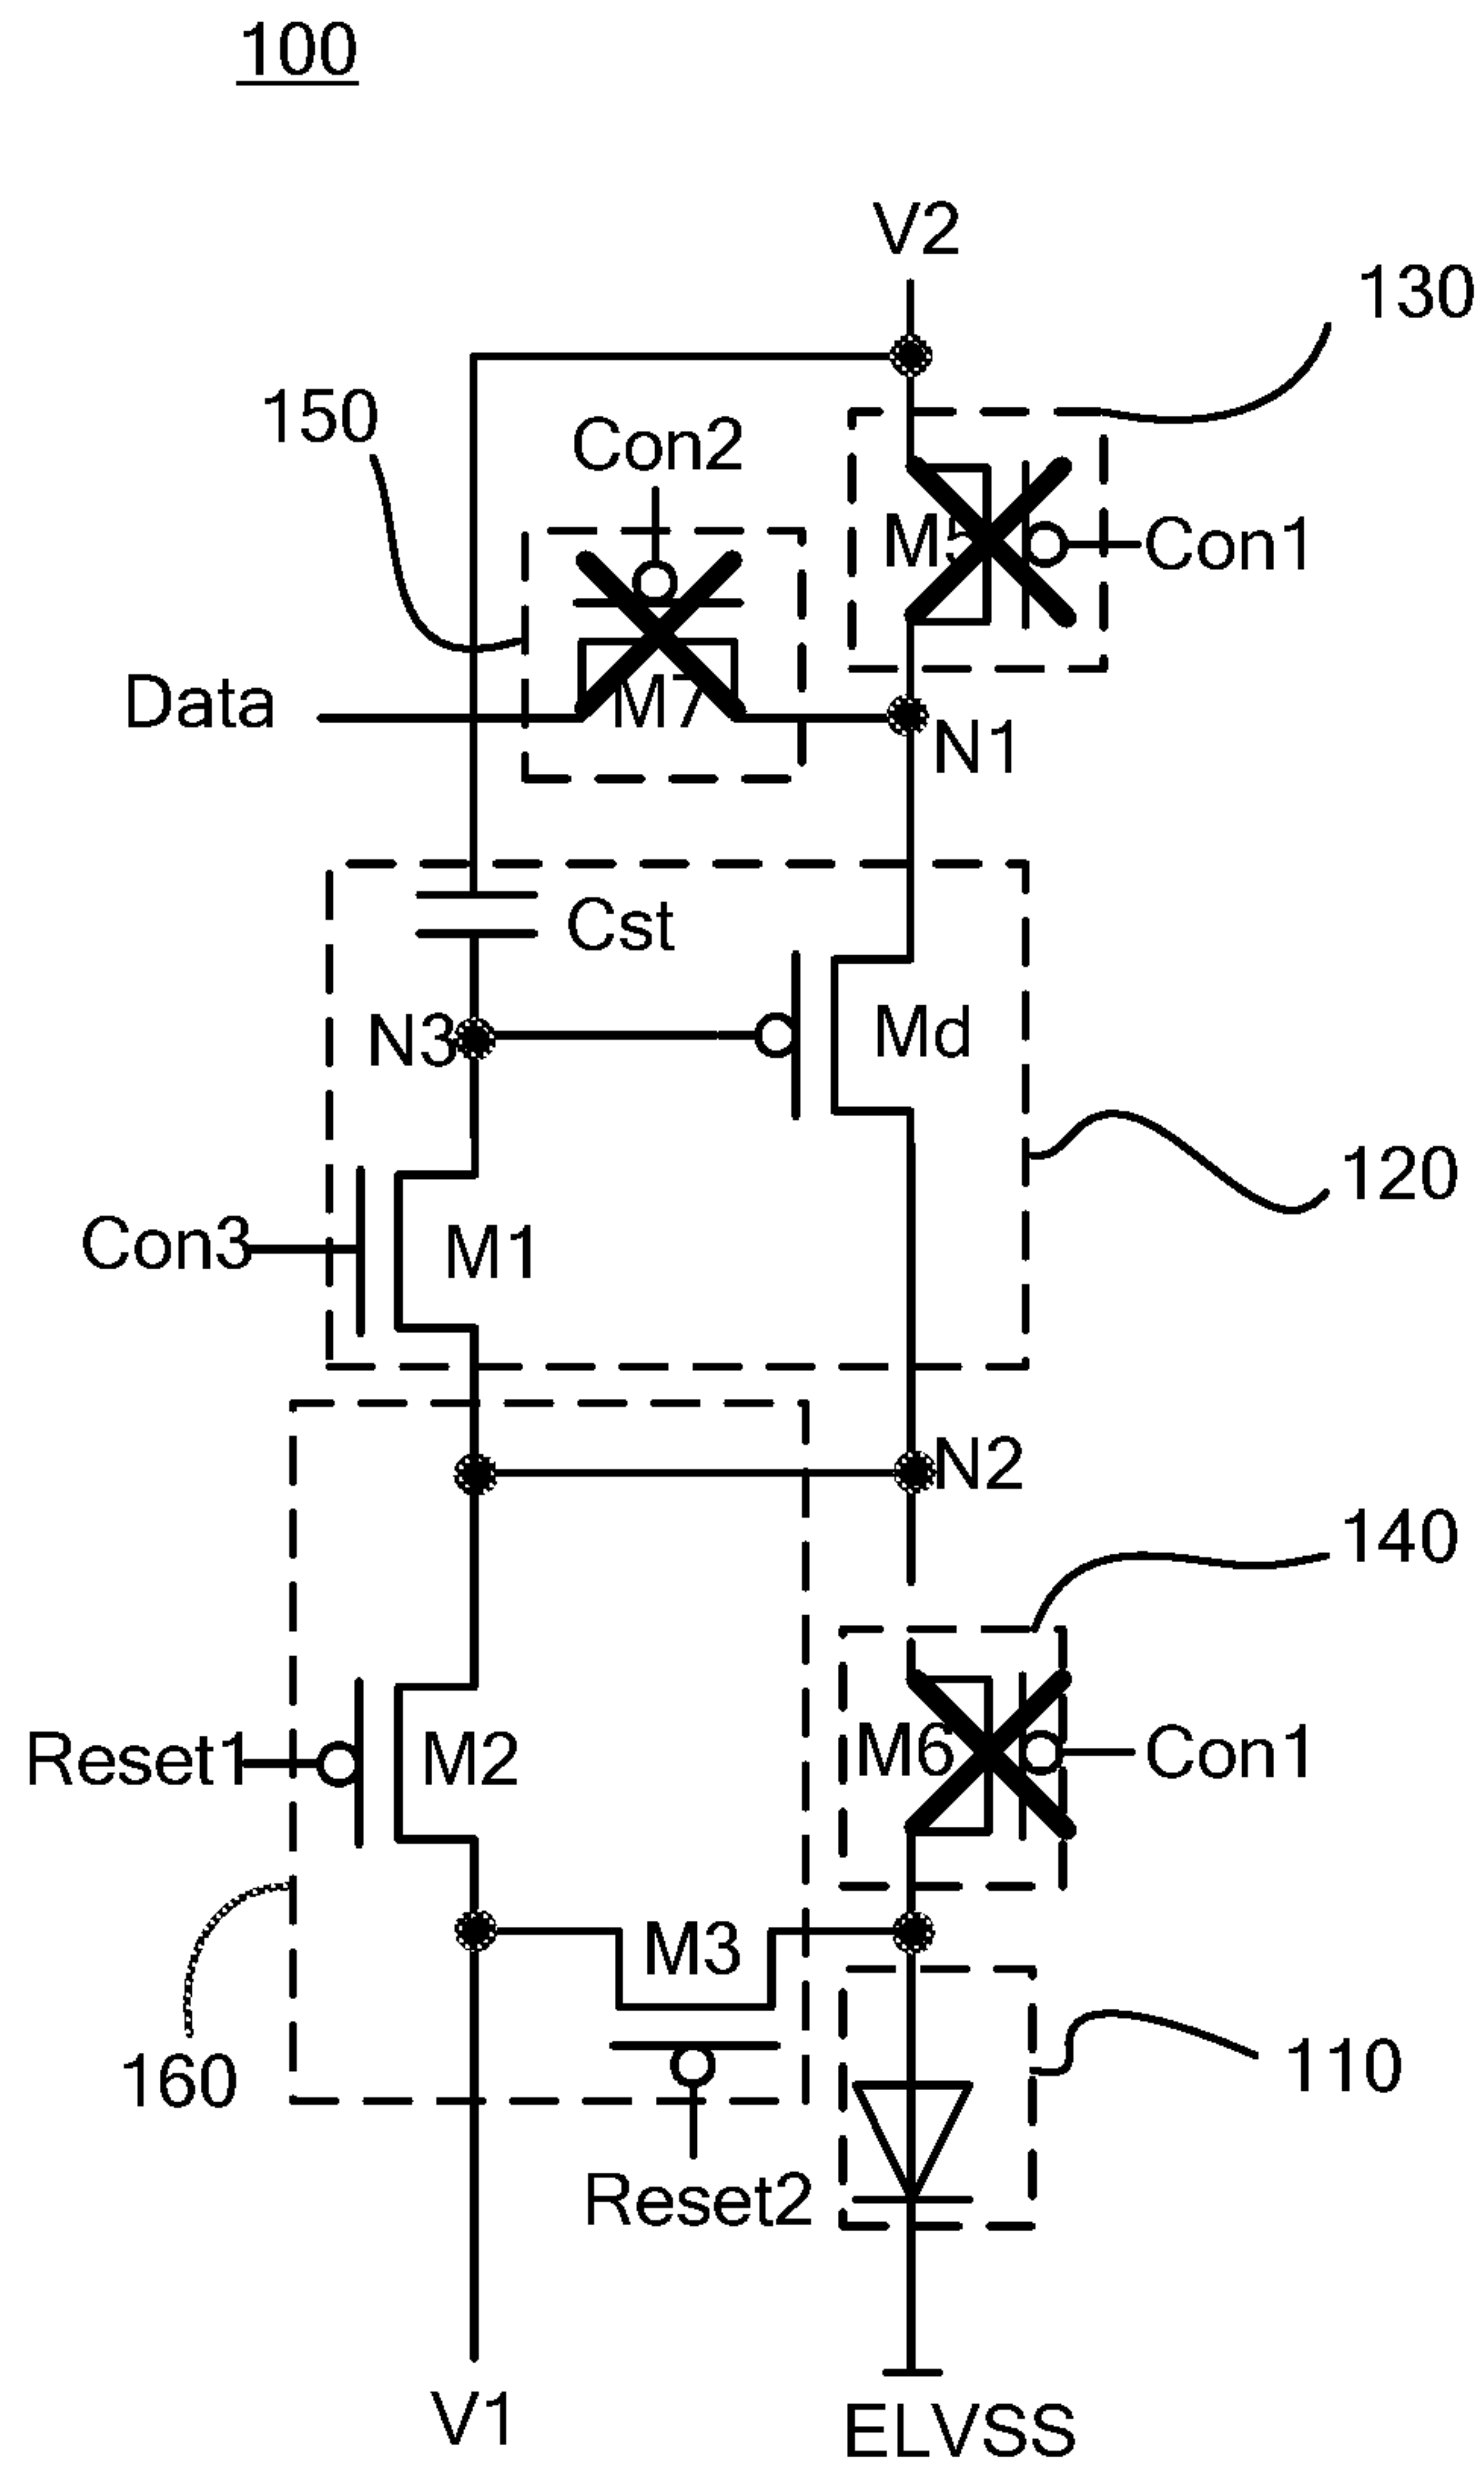 100
V2
130
150
Con2
M5
Con1
Data
M7
N1
Cst
N3
Md
120
Con3
M1
N2
140
Reset1
M2
M6
Con1
M3
160
110
Reset2
V1
ELVSS